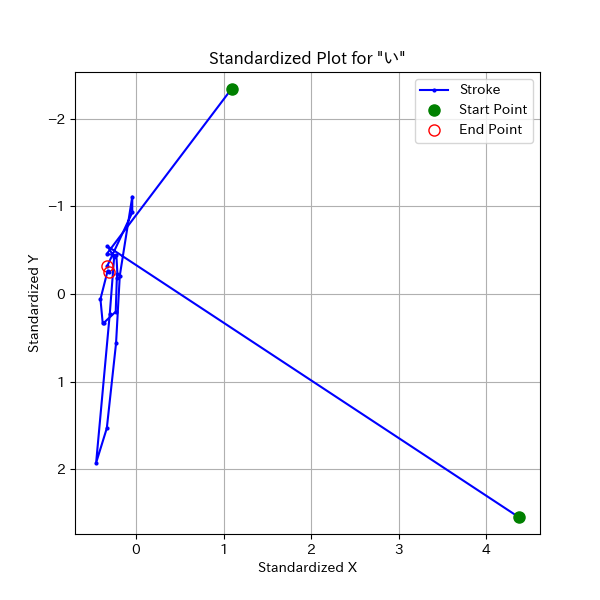 Standardized Plot for "い"
Stroke
Start Point
End Point
Standardized Y
−2
−1
0
1
2
0 1 2 3 4
Standardized X